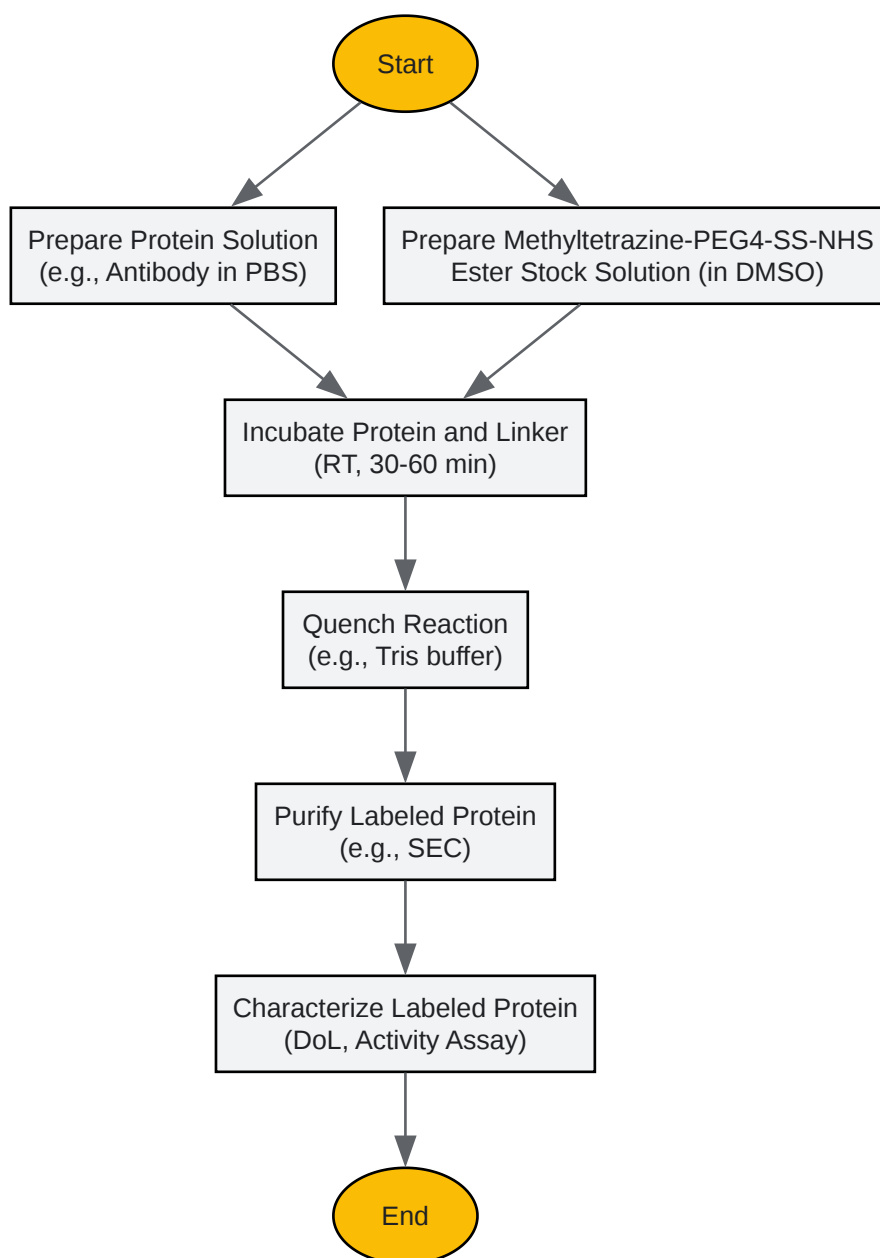 Start
Prepare Protein Solution
(e.g., Antibody in PBS)
Prepare Methyltetrazine-PEG4-SS-NHS
Ester Stock Solution (in DMSO)
Incubate Protein and Linker
(RT, 30-60 min)
Quench Reaction
(e.g., Tris buffer)
Purify Labeled Protein
(e.g., SEC)
Characterize Labeled Protein
(DoL, Activity Assay)
End